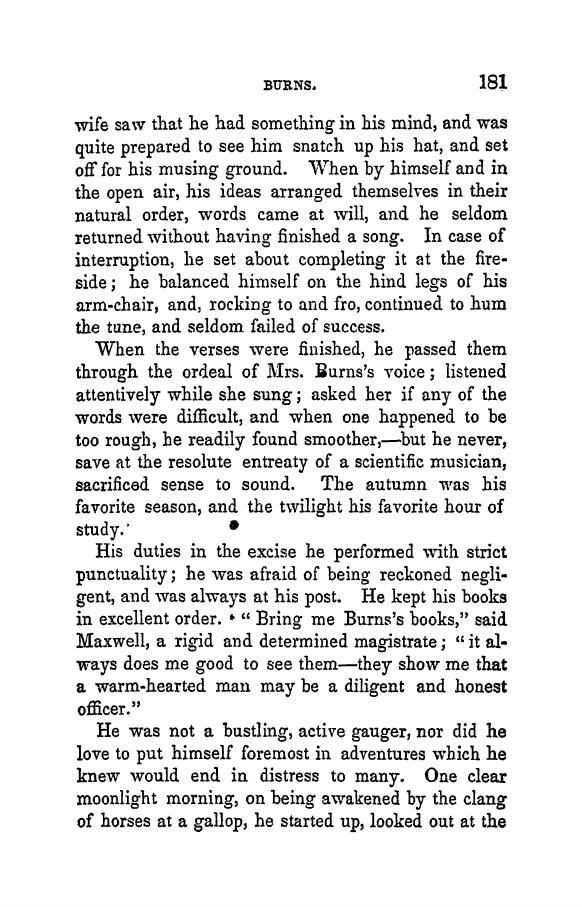 BURNS. 181
wife saw that he had something in his mind, and was
quite prepared to see him snatch up his hat, and set
off for his musing ground. When by himself and in
the open air, his ideas arranged themselves in their
natural order, words came at will, and he seldom
returned without having finished a song. In case of
interruption, he set about completing it at the fire-
side; he balanced himself on the hind legs of his
arm-chair, and, rocking to and fro, continued to hum
the tune, and seldom failed of success.
When the verses were finished, he passed them
through the ordeal of Mrs. Burns's voice; listened
attentively while she sung; asked her if any of the
words were difficult, and when one happened to be
too rough, he readily found smoother,—but he never,
save at the resolute entreaty of a scientific musician,
sacrificed sense to sound. The autumn was his
favorite season, and the twilight his favorite hour of
study.
His duties in the excise he performed with strict
punctuality; he was afraid of being reckoned negli-
gent, and was always at his post. He kept his books
in excellent order. "Bring me Burns's books," said
Maxwell, a rigid and determined magistrate; "it al-
ways does me good to see them—they show me that
a warm-hearted man may be a diligent and honest
officer."
He was not a bustling, active gauger, nor did he
love to put himself foremost in adventures which he
knew would end in distress to many. One clear
moonlight morning, on being awakened by the clang
of horses at a gallop, he started up, looked out at the